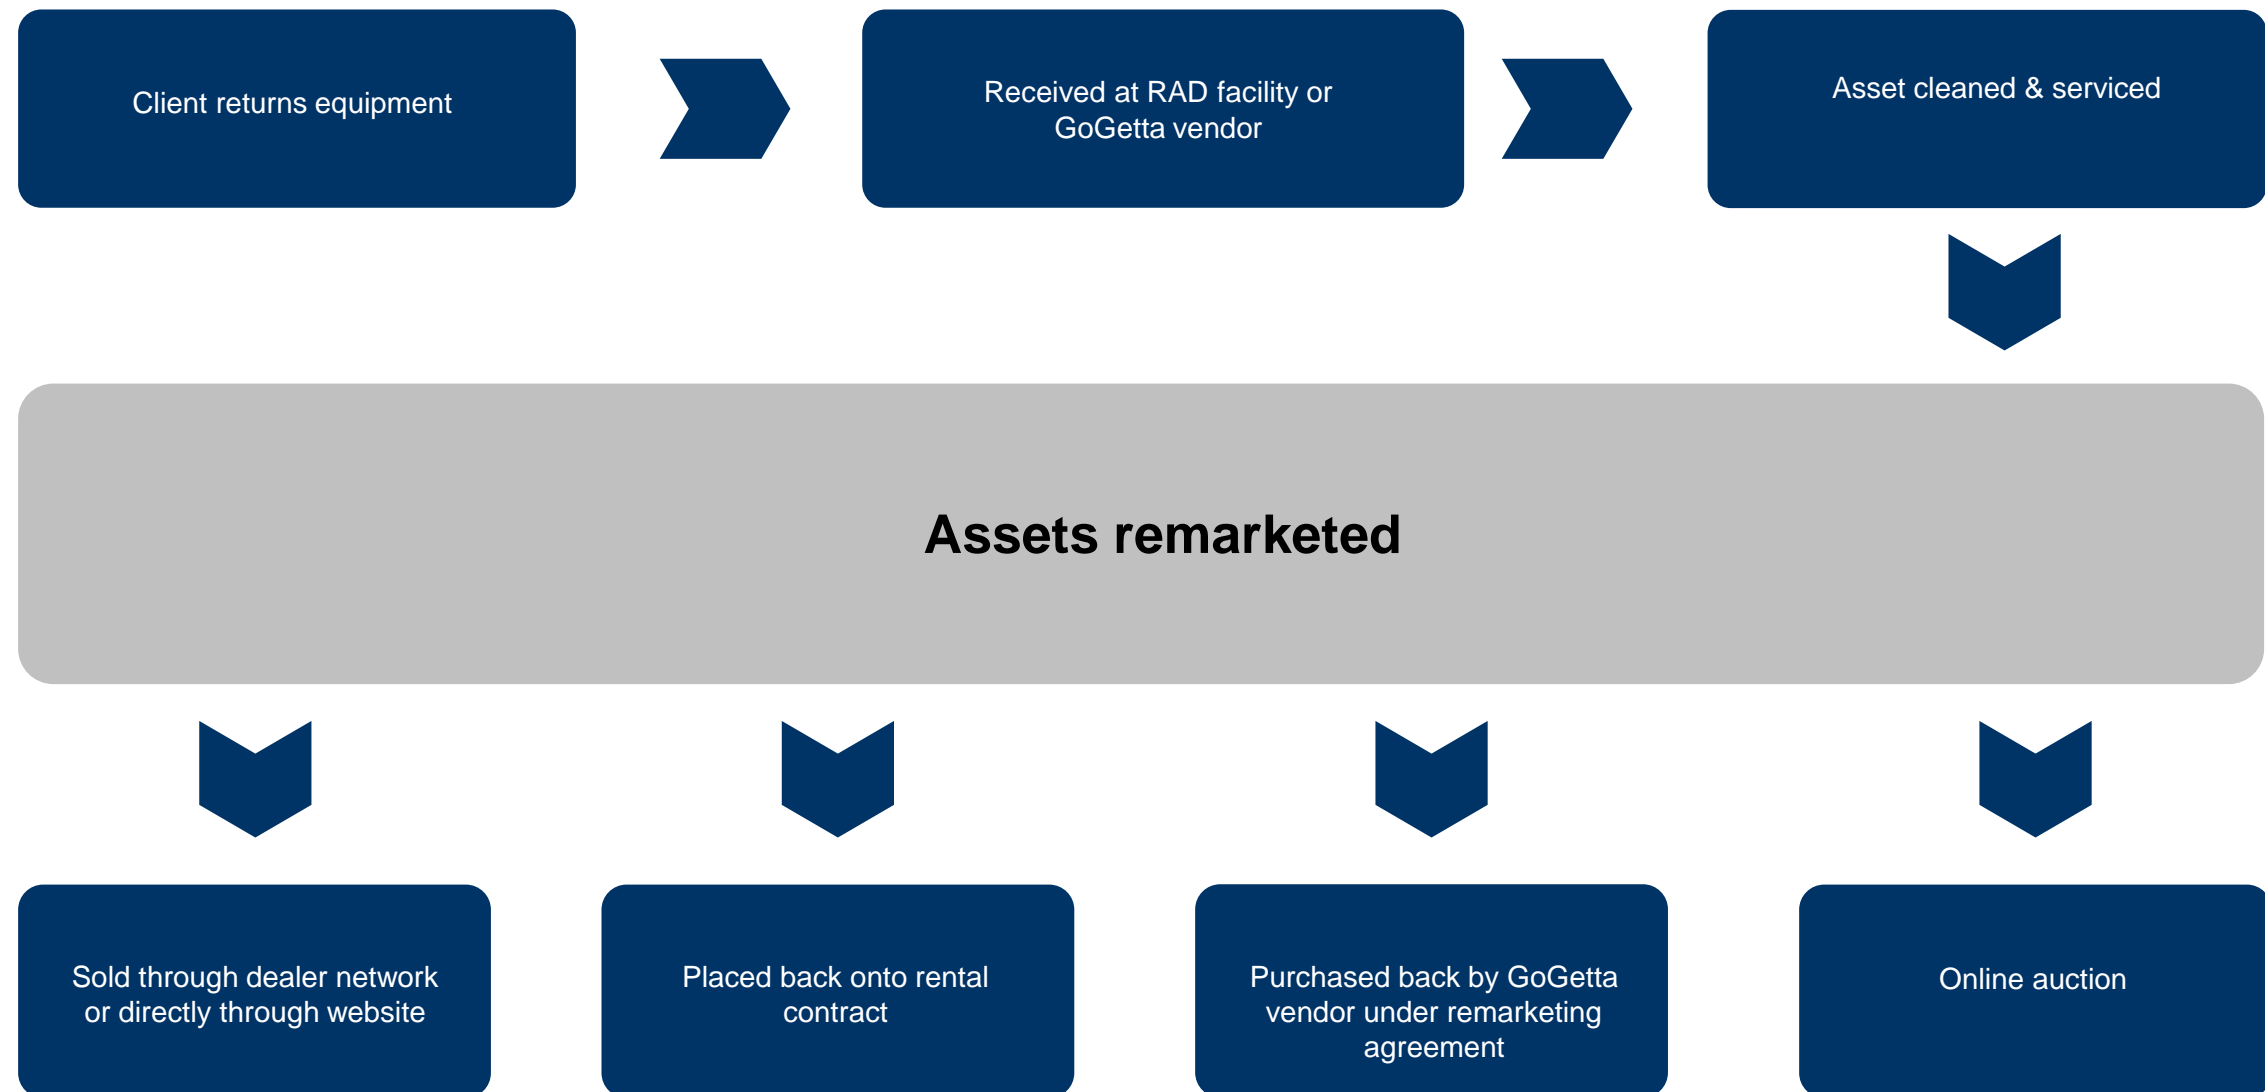 Client returns equipment
Received at RAD facility or
GoGetta vendor
Asset cleaned & serviced
Assets remarketed
Sold through dealer network
or directly through website
Placed back onto rental
contract
Purchased back by GoGetta
vendor under remarketing
agreement
Online auction